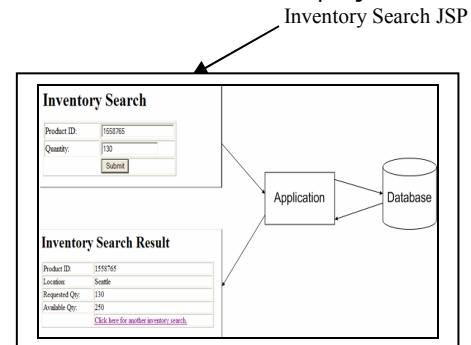 Inventory Search JSP
Inventory Search
Product ID: 1558765
Quantity: 130
Submit
Application
Database
Inventory Search Result
Product ID: 1558765
Location: Seattle
Requested Qty: 130
Available Qty: 250
Click here for another inventory search.